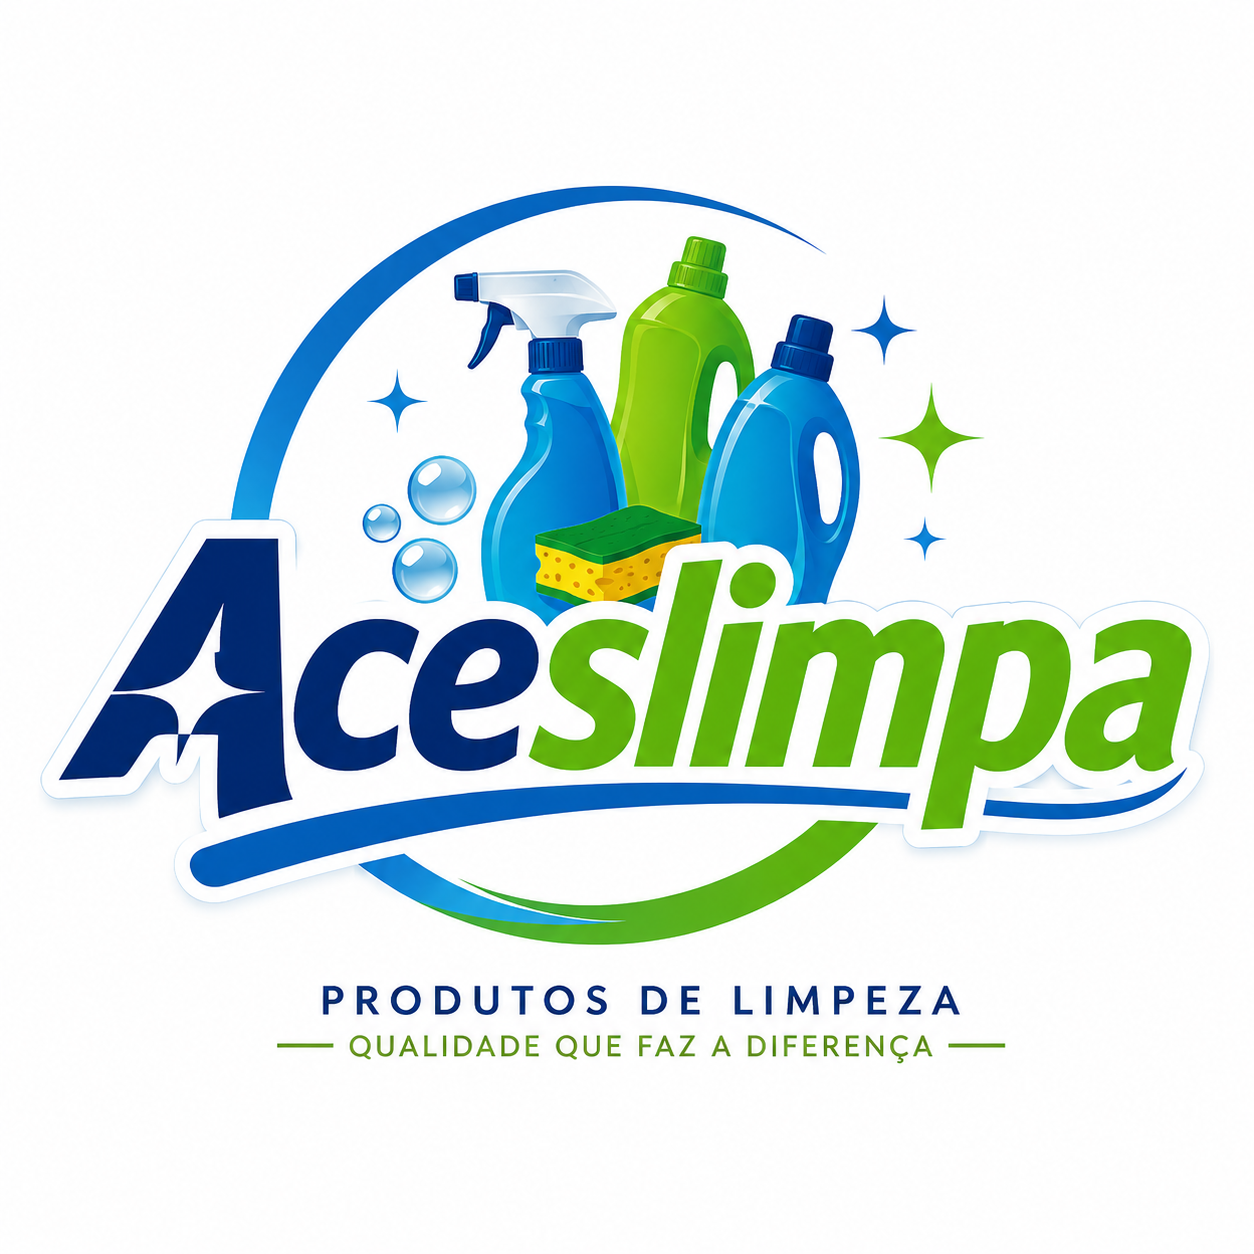 Aceslimpa
PRODUTOS DE LIMPEZA
QUALIDADE QUE FAZ A DIFERENÇA